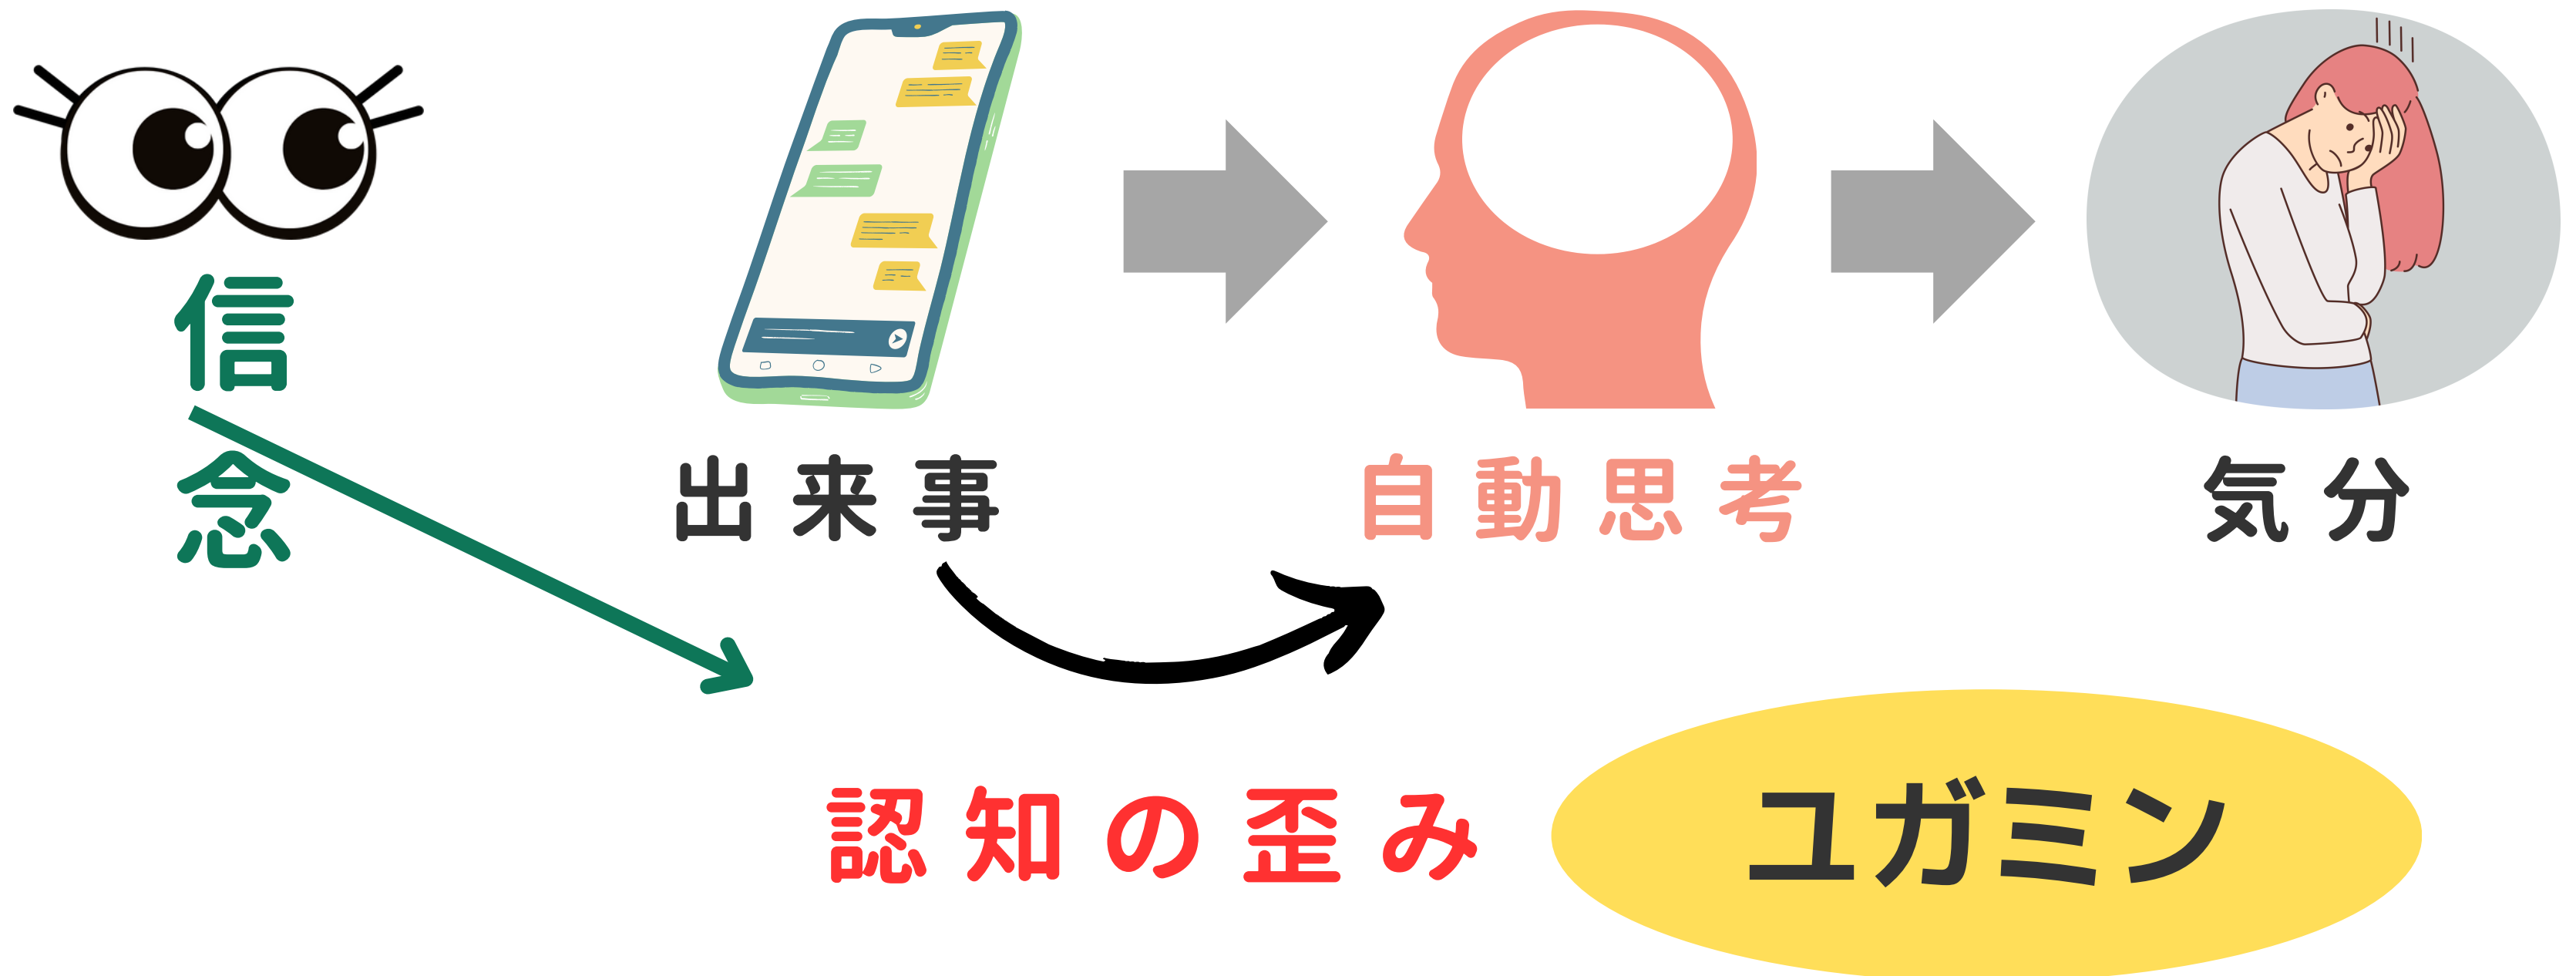 信念
出来事
自動思考
気分
認知の歪み
ユガミン